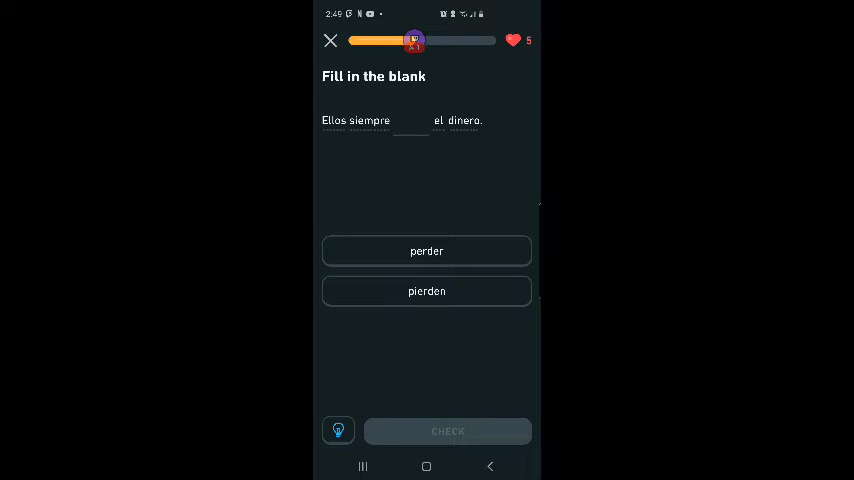 2:49
5
Fill in the blank
Ellos siempre el dinero.
perder
pierden
CHECK